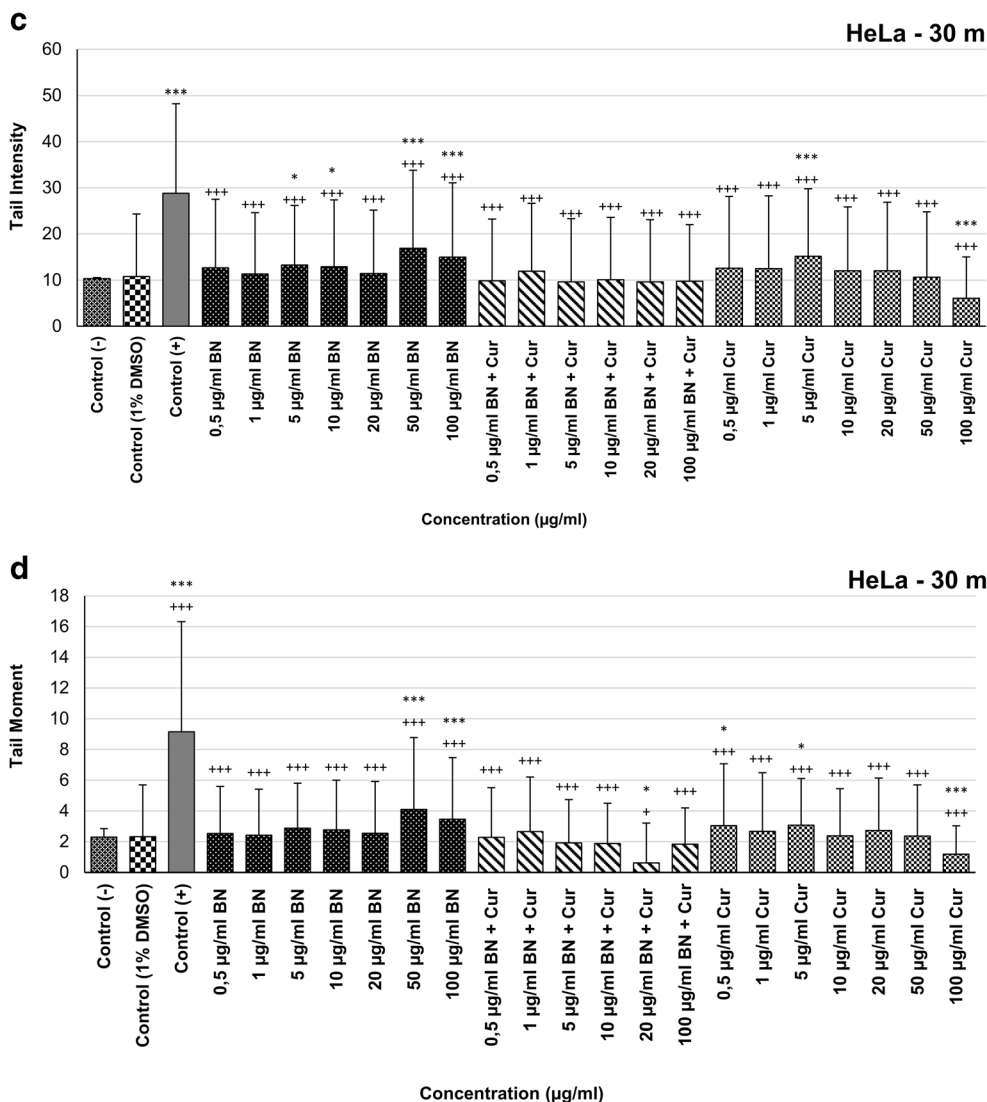 c
HeLa - 30 m
60
50
40
30
20
10
0
Tail Intensity
***
+++
+++
*
+++
*
+++
+++
***
+++
***
+++
+++
+++
+++
+++
+++
+++
+++
+++
***
+++
+++
+++
+++
***
+++
Control (-)
Control (1% DMSO)
Control (+)
0,5 µg/ml BN
1 µg/ml BN
5 µg/ml BN
10 µg/ml BN
20 µg/ml BN
50 µg/ml BN
100 µg/ml BN
0,5 µg/ml BN + Cur
1 µg/ml BN + Cur
5 µg/ml BN + Cur
10 µg/ml BN + Cur
20 µg/ml BN + Cur
100 µg/ml BN + Cur
0,5 µg/ml Cur
1 µg/ml Cur
5 µg/ml Cur
10 µg/ml Cur
20 µg/ml Cur
50 µg/ml Cur
100 µg/ml Cur
Concentration (µg/ml)
d
HeLa - 30 m
18
16
14
12
10
8
6
4
2
0
Tail Moment
***
+++
+++
+++
+++
+++
+++
***
+++
***
+++
+++
+++
+++
+++
*
+
+++
*
+++
+++
*
+++
+++
+++
+++
***
+++
Control (-)
Control (1% DMSO)
Control (+)
0,5 µg/ml BN
1 µg/ml BN
5 µg/ml BN
10 µg/ml BN
20 µg/ml BN
50 µg/ml BN
100 µg/ml BN
0,5 µg/ml BN + Cur
1 µg/ml BN + Cur
5 µg/ml BN + Cur
10 µg/ml BN + Cur
20 µg/ml BN + Cur
100 µg/ml BN + Cur
0,5 µg/ml Cur
1 µg/ml Cur
5 µg/ml Cur
10 µg/ml Cur
20 µg/ml Cur
50 µg/ml Cur
100 µg/ml Cur
Concentration (µg/ml)